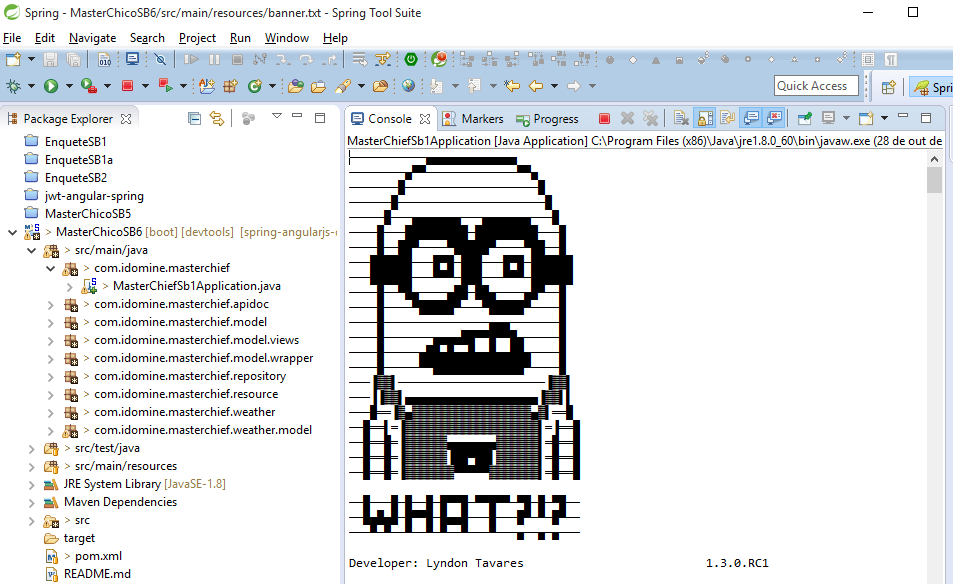 Spring - MasterChicoSB6/src/main/resources/banner.txt - Spring Tool Suite
File Edit Navigate Search Project Run Window Help
Quick Access
Spri
Package Explorer
Console Markers Progress
MasterChiefSb1Application [Java Application] C:\Program Files (x86)\Java\jre1.8.0_60\bin\javaw.exe (28 de out de
EnqueteSB1
EnqueteSB1a
EnqueteSB2
jwt-angular-spring
MasterChicoSB5
> MasterChicoSB6 [boot] [devtools] [spring-angularjs-c
> src/main/java
> com.idomine.masterchief
> MasterChiefSb1Application.java
> com.idomine.masterchief.apidoc
> com.idomine.masterchief.model
> com.idomine.masterchief.model.views
> com.idomine.masterchief.model.wrapper
> com.idomine.masterchief.repository
> com.idomine.masterchief.resource
> com.idomine.masterchief.weather
> com.idomine.masterchief.weather.model
> src/test/java
> src/main/resources
JRE System Library [JavaSE-1.8]
Maven Dependencies
> src
target
> pom.xml
README.md
WHAT?!?
Developer: Lyndon Tavares 1.3.0.RC1